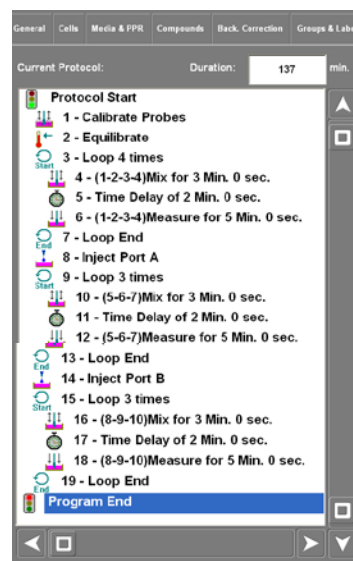 General Cells Media & PPR Compounds Back. Correction Groups & Labe
Current Protocol: Duration: 137 min.
Protocol Start
1 - Calibrate Probes
2 - Equilibrate
Start 3 - Loop 4 times
4 - (1-2-3-4)Mix for 3 Min. 0 sec.
5 - Time Delay of 2 Min. 0 sec.
6 - (1-2-3-4)Measure for 5 Min. 0 sec.
End 7 - Loop End
8 - Inject Port A
Start 9 - Loop 3 times
10 - (5-6-7)Mix for 3 Min. 0 sec.
11 - Time Delay of 2 Min. 0 sec.
12 - (5-6-7)Measure for 5 Min. 0 sec.
End 13 - Loop End
14 - Inject Port B
Start 15 - Loop 3 times
16 - (8-9-10)Mix for 3 Min. 0 sec.
17 - Time Delay of 2 Min. 0 sec.
18 - (8-9-10)Measure for 5 Min. 0 sec.
End 19 - Loop End
Program End